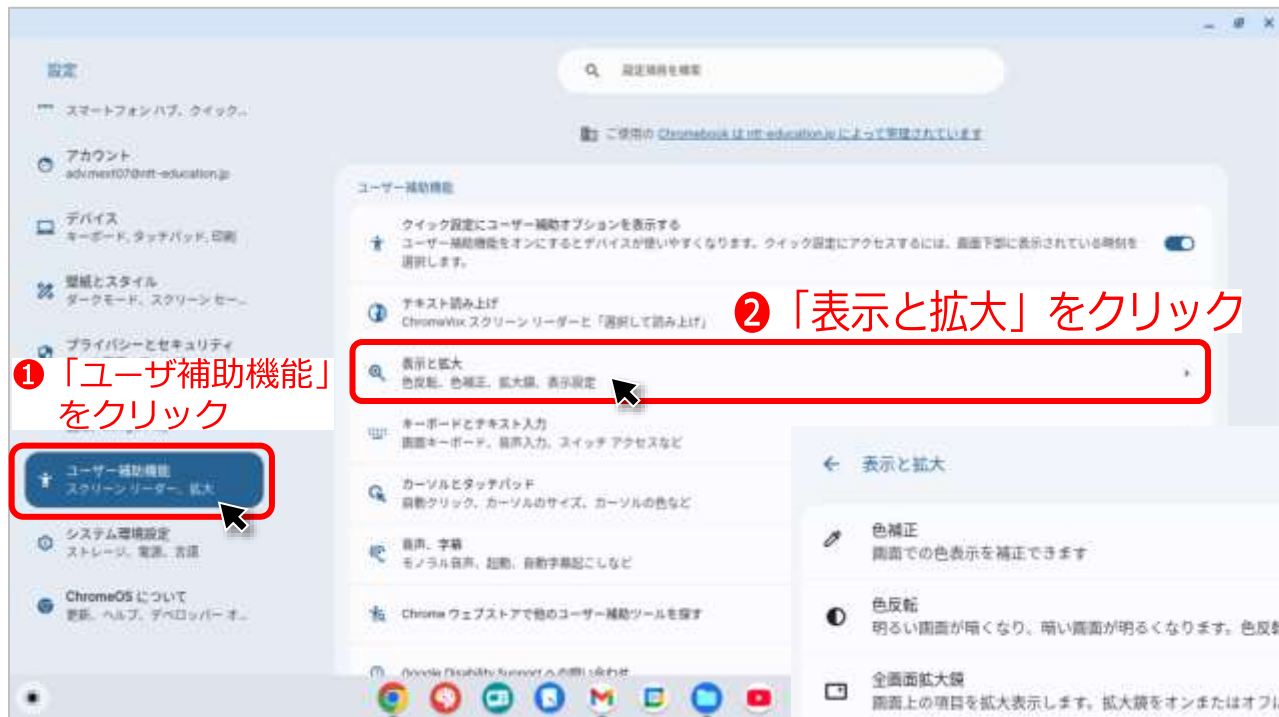 設定
設定項目を検索
スマートフォン ハブ、クイック…
ご使用の Chromebook は ntt-education.jp によって管理されています
アカウント
ユーザー補助機能
デバイス
キーボード, タッチパッド, 印刷
クイック設定にユーザー補助オプションを表示する
ユーザー補助機能をオンにするとデバイスが使いやすくなります。クイック設定にアクセスするには、画面下部に表示されている時刻を
選択します。
壁紙とスタイル
ダークモード、スクリーン セー…
テキスト読み上げ
ChromeVox スクリーン リーダーと「選択して読み上げ」
❷「表示と拡大」をクリック
プライバシーとセキュリティ
❶「ユーザ補助機能」
をクリック
表示と拡大
色反転、色補正、拡大鏡、表示設定
キーボードとテキスト入力
画面キーボード、音声入力、スイッチ アクセスなど
ユーザー補助機能
スクリーン リーダー、拡大
カーソルとタッチパッド
自動クリック、カーソルのサイズ、カーソルの色など
システム環境設定
ストレージ、電源、言語
音声、字幕
モノラル音声、起動、自動字幕起こしなど
ChromeOS について
更新、ヘルプ、デベロッパー オ…
Chrome ウェブストアで他のユーザー補助ツールを探す
Google Disability Support への問い合わせ
表示と拡大
色補正
画面での色表示を補正できます
色反転
明るい画面が暗くなり、暗い画面が明るくなります。色反転
全画面拡大鏡
画面上の項目を拡大表示します。拡大鏡をオンまたはオフに